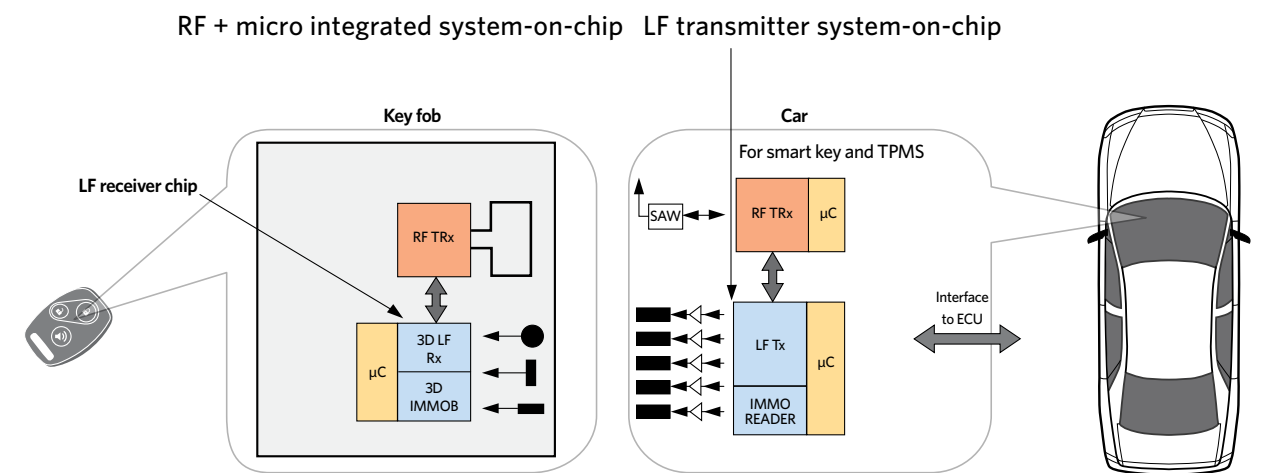 RF + micro integrated system-on-chip
LF transmitter system-on-chip
Key fob
Car
For smart key and TPMS
LF receiver chip
SAW
RF TRx
µC
RF TRx
Interface
to ECU
3D LF
Rx
µC
3D
IMMOB
LF Tx
µC
IMMO
READER